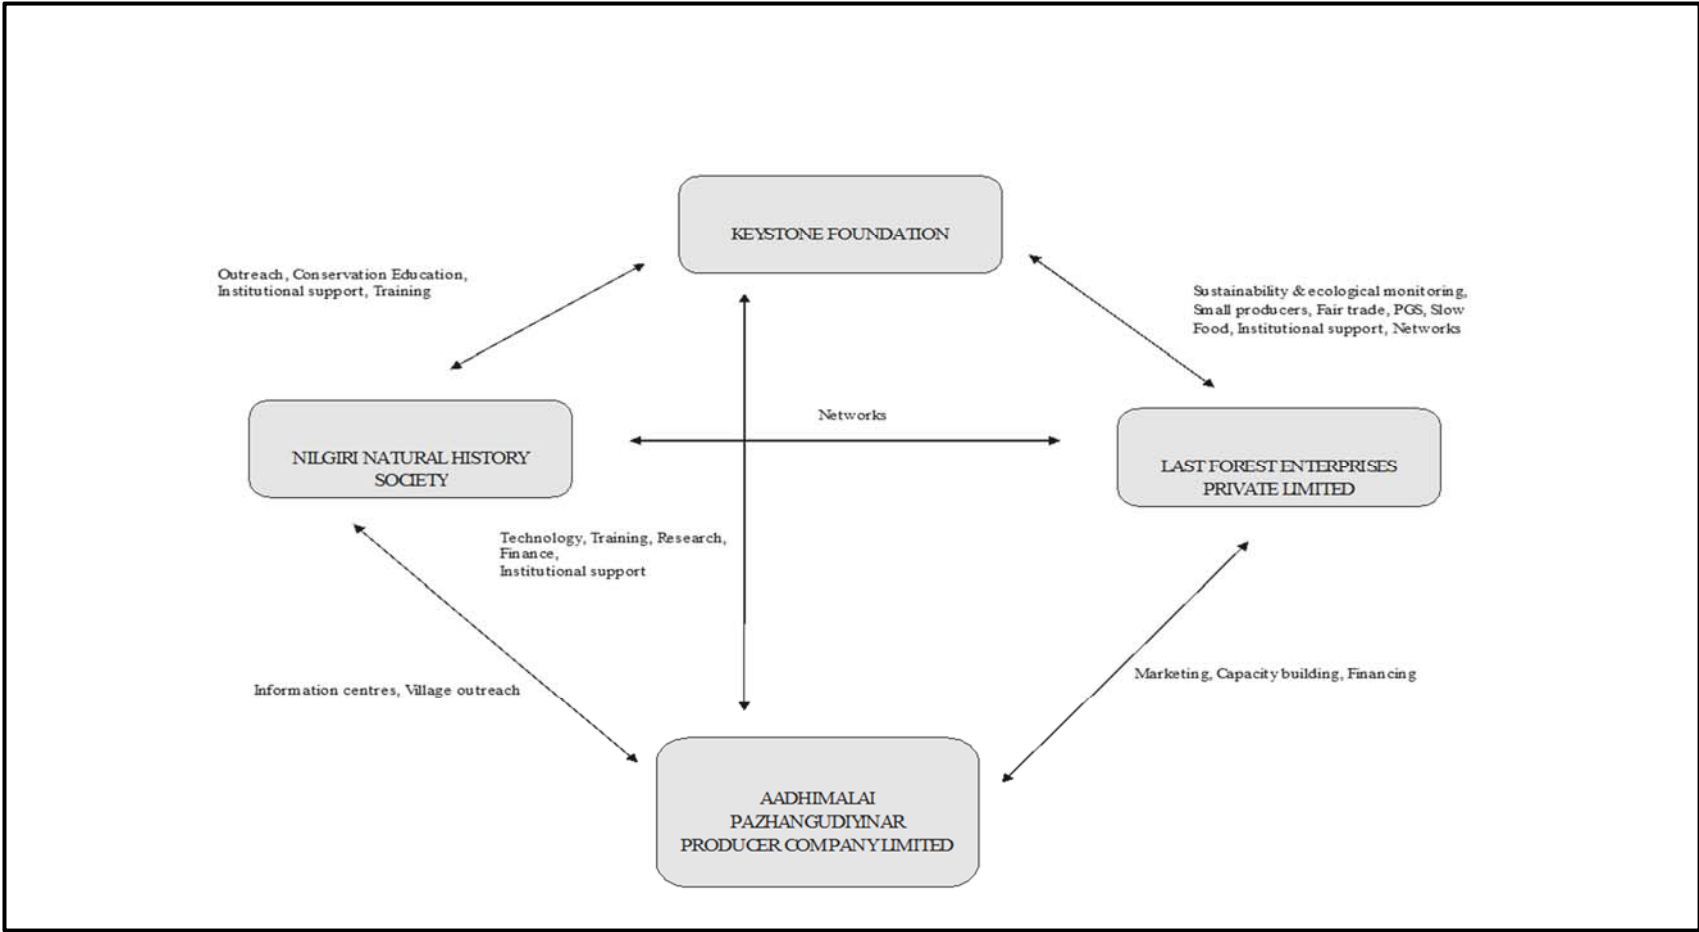 KEYSTONE FOUNDATION
Outreach, Conservation Education,
Institutional support, Training
Sustainability & ecological monitoring,
Small producers, Fair trade, PGS, Slow
Food, Institutional support, Networks
Networks
NILGIRI NATURAL HISTORY
SOCIETY
LAST FOREST ENTERPRISES
PRIVATE LIMITED
Technology, Training, Research,
Finance,
Institutional support
Information centres, Village outreach
Marketing, Capacity building, Financing
AADHIMALAI
PAZHANGUDIYINAR
PRODUCER COMPANY LIMITED